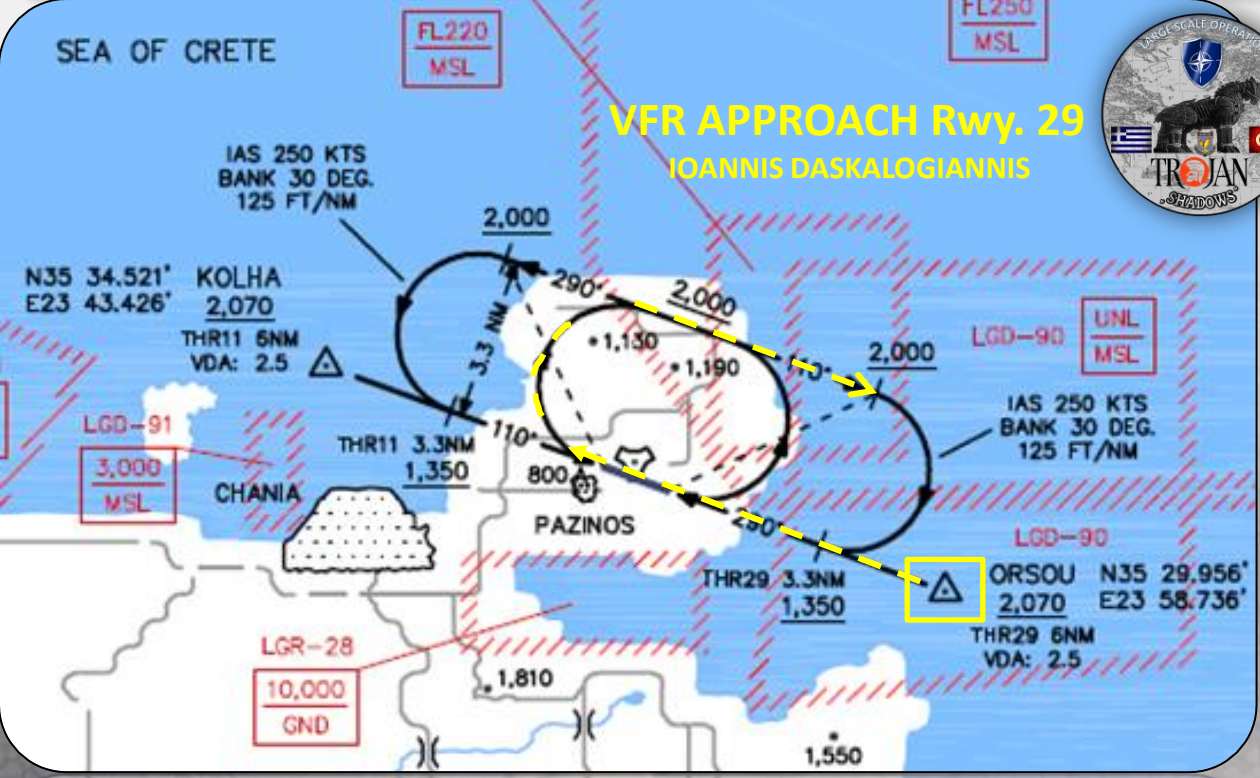 SEA OF CRETE
FL220
MSL
FL250
MSL
LARGE SCALE
TROJAN
SHADOWS
VFR APPROACH Rwy. 29
IOANNIS DASKALOGIANNIS
IAS 250 KTS
BANK 30 DEG.
125 FT/NM
2,000
N35 34.521' KOLHA
E23 43.426' 2,070
THR11 6NM
VDA: 2.5
290°
2,000
3.3 NM
1,130
1,190
110°
2,000
LGD-90
UNL
MSL
IAS 250 KTS
BANK 30 DEG.
125 FT/NM
LGD-91
3,000
MSL
CHANIA
THR11 3.3NM
1,350
110°
800
PAZINOS
290°
LGD-90
THR29 3.3NM
1,350
ORSOU N35 29.956'
2,070 E23 58.736'
THR29 6NM
VDA: 2.5
LGR-28
10,000
GND
1,810
1,550